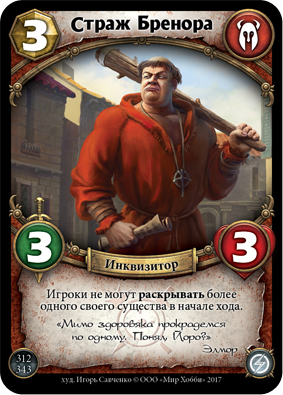 3
Страж Бренора
3
3
Инквизитор
Игроки не могут раскрывать более
одного своего существа в начале хода.
«Мимо здоровяка прокрадемся
по одному. Понял, Йоро?»
Элмор
312
343
худ. Игорь Савченко © ООО «Мир Хобби» 2017